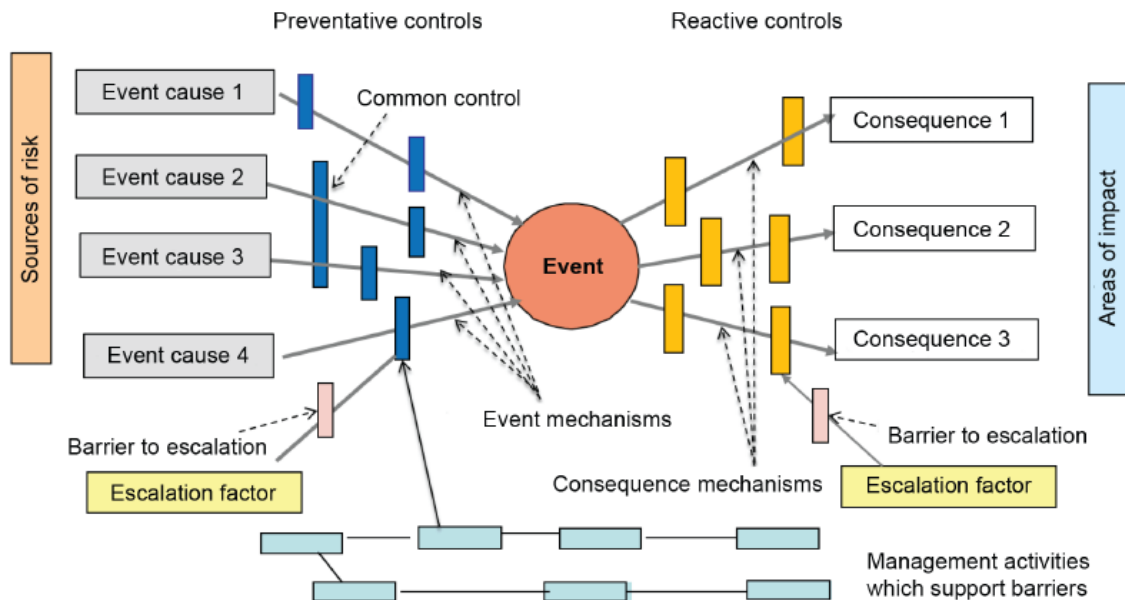 Preventative controls
Reactive controls
Sources of risk
Event cause 1
Common control
Event cause 2
Event cause 3
Event cause 4
Event
Consequence 1
Consequence 2
Consequence 3
Areas of impact
Event mechanisms
Barrier to escalation
Escalation factor
Consequence mechanisms
Barrier to escalation
Escalation factor
Management activities
which support barriers